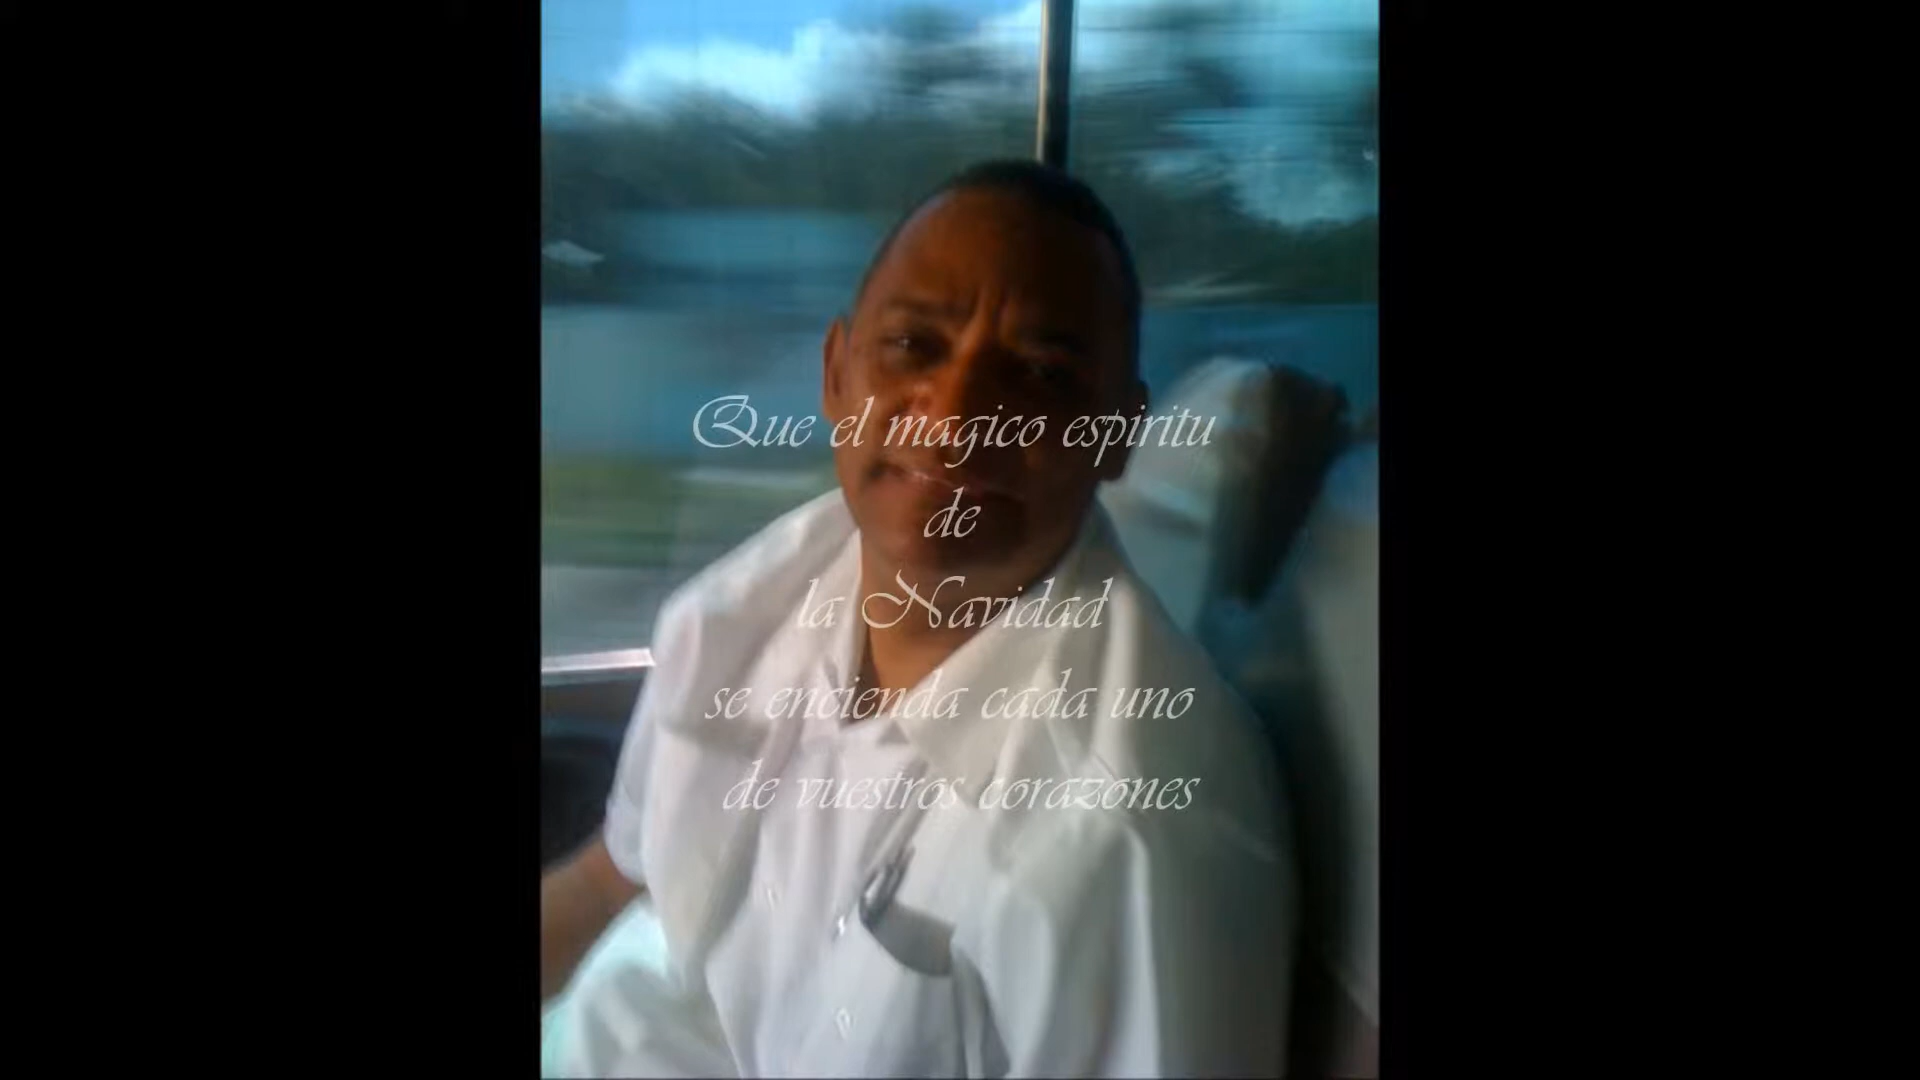 Que el magico espiritu
de
la Navidad
se encienda cada uno
de vuestros corazones